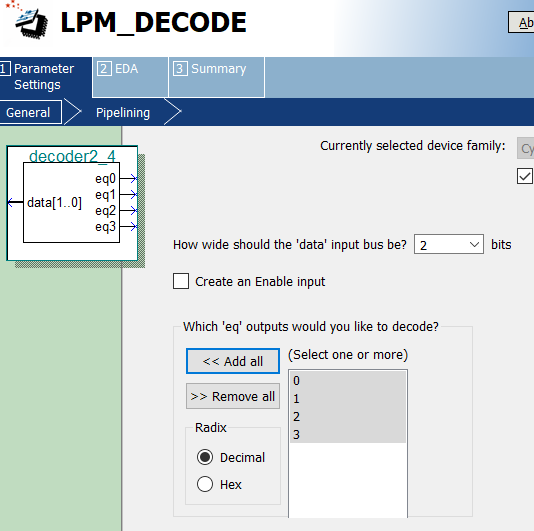 LPM_DECODE
Ab
1 Parameter Settings
2 EDA
3 Summary
General
Pipelining
decoder2_4
data[1..0]
eq0
eq1
eq2
eq3
Currently selected device family:
Cy
How wide should the 'data' input bus be?
2
bits
Create an Enable input
Which 'eq' outputs would you like to decode?
<< Add all
(Select one or more)
>> Remove all
0
1
2
3
Radix
Decimal
Hex